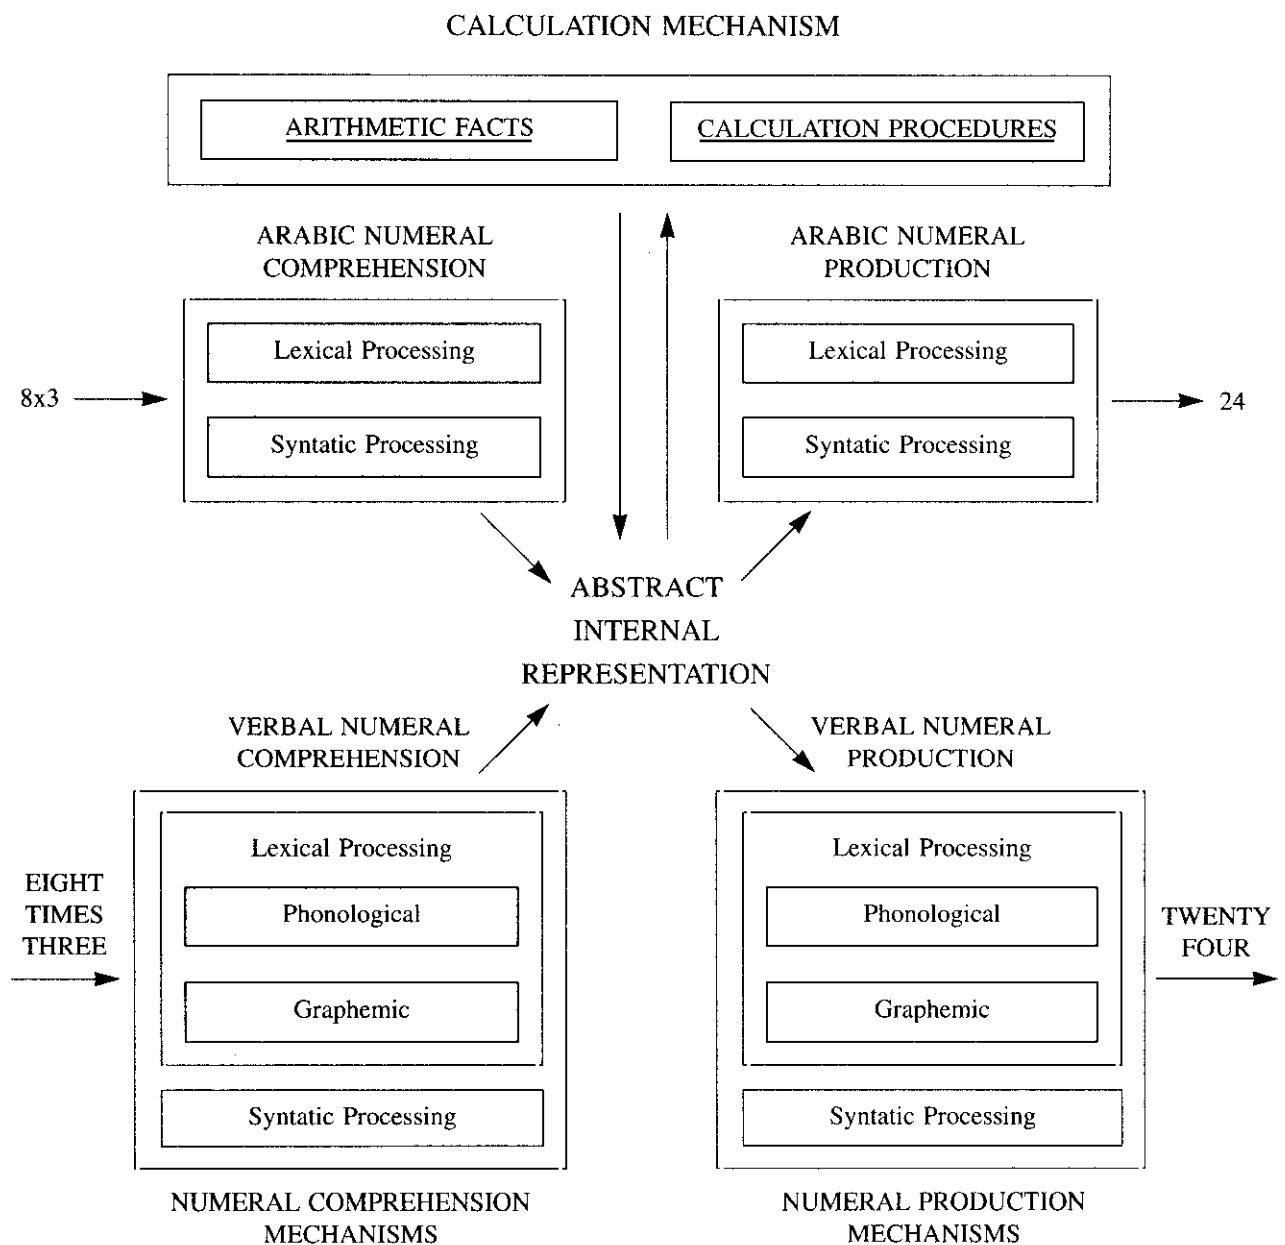 CALCULATION MECHANISM
ARITHMETIC FACTS
CALCULATION PROCEDURES
ARABIC NUMERAL
COMPREHENSION
ARABIC NUMERAL
PRODUCTION
Lexical Processing
Lexical Processing
8x3
24
Syntatic Processing
Syntatic Processing
ABSTRACT
INTERNAL
REPRESENTATION
VERBAL NUMERAL
COMPREHENSION
VERBAL NUMERAL
PRODUCTION
EIGHT
TIMES
THREE
Lexical Processing
Phonological
Graphemic
Syntatic Processing
Lexical Processing
Phonological
Graphemic
Syntatic Processing
TWENTY
FOUR
NUMERAL COMPREHENSION
MECHANISMS
NUMERAL PRODUCTION
MECHANISMS